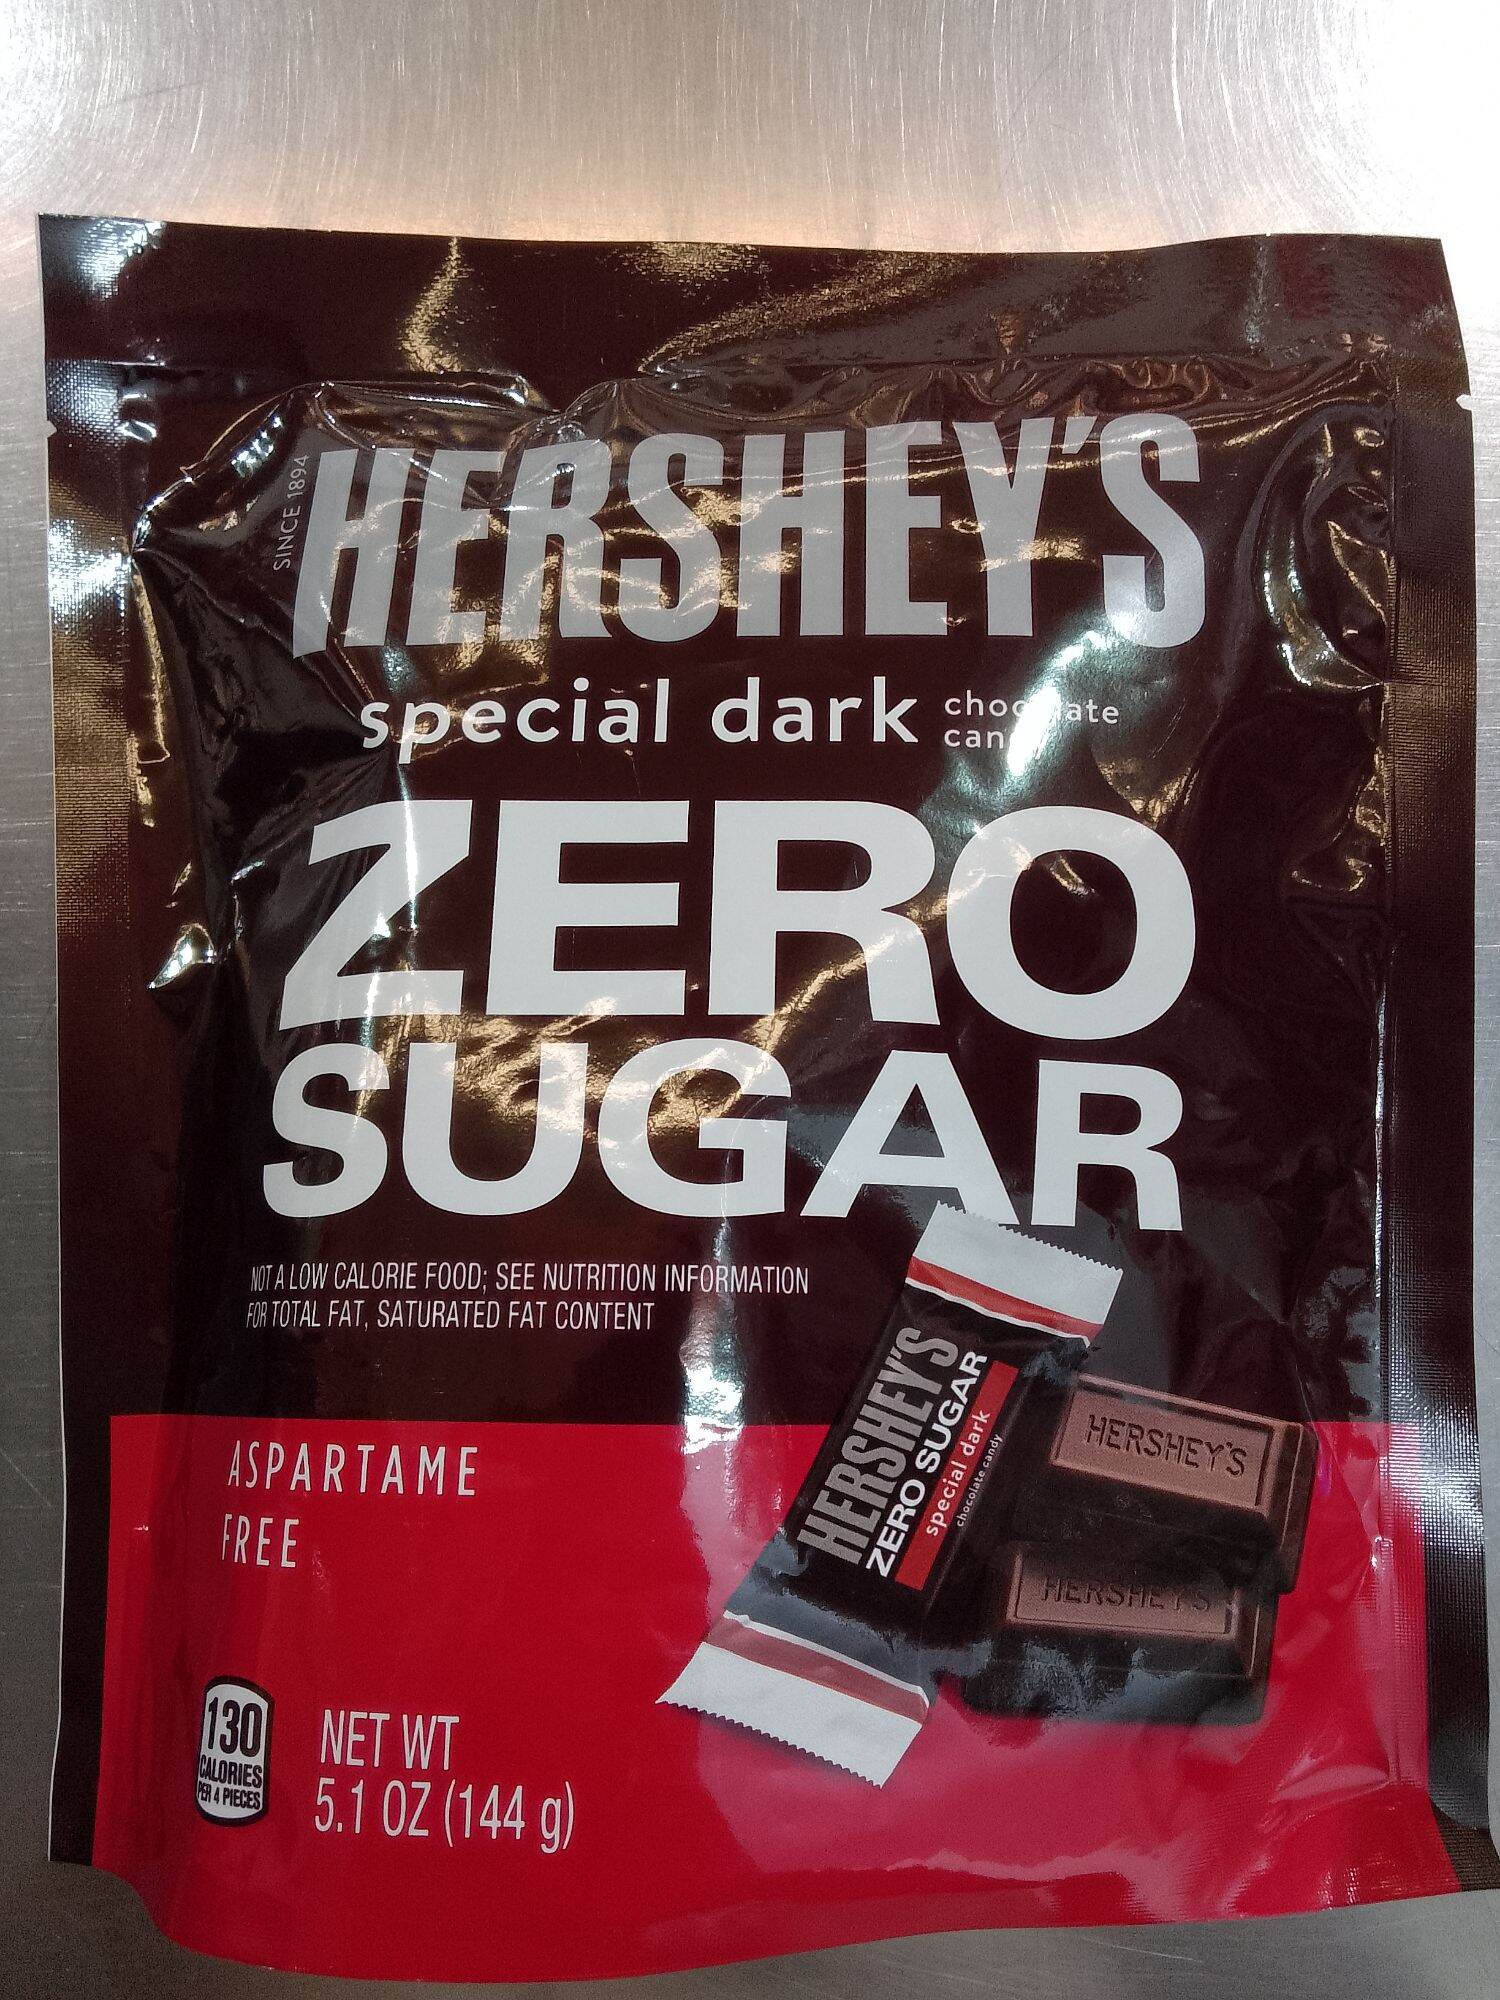 SINCE 1894
HERSHEY'S
special dark
ZERO
SUGAR
NOT A LOW CALORIE FOOD; SEE NUTRITION INFORMATION
FOR TOTAL FAT, SATURATED FAT CONTENT
ASPARTAME
FREE
HERSHEY'S
ZERO SUGAR
special dark
chocolate candy
HERSHEY'S
HERSHEY'S
130
CALORIES
PER 4 PIECES
NET WT
5.1 OZ (144 g)